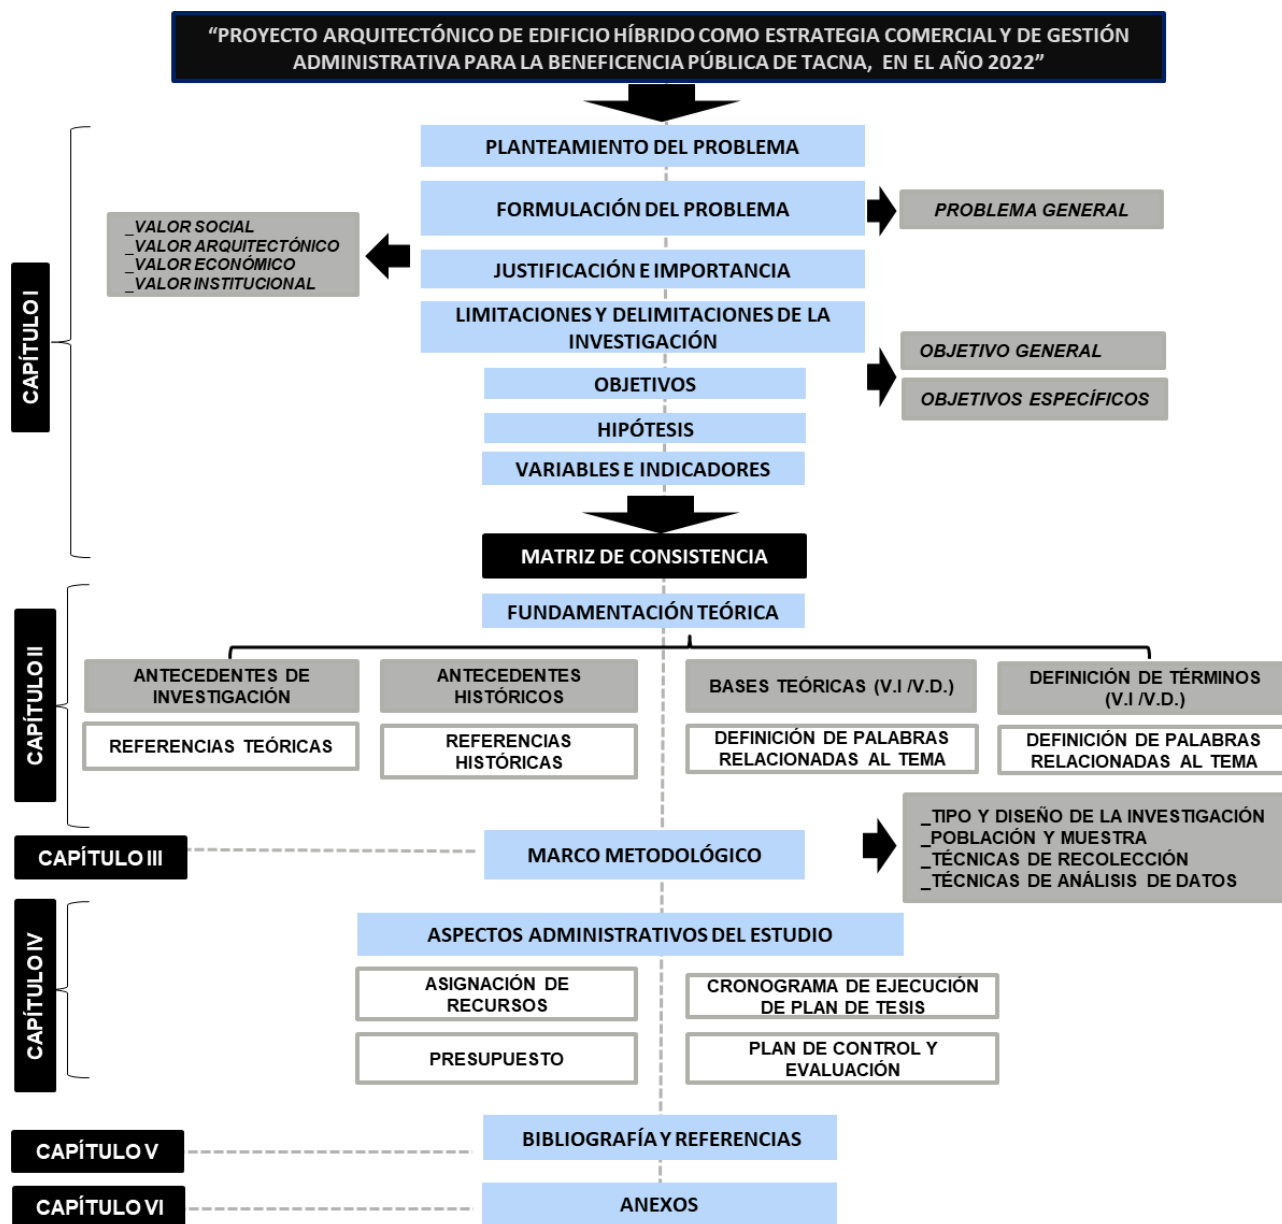 “PROYECTO ARQUITECTÓNICO DE EDIFICIO HÍBRIDO COMO ESTRATEGIA COMERCIAL Y DE GESTIÓN
ADMINISTRATIVA PARA LA BENEFICENCIA PÚBLICA DE TACNA, EN EL AÑO 2022”
CAPÍTULO I
PLANTEAMIENTO DEL PROBLEMA
FORMULACIÓN DEL PROBLEMA
PROBLEMA GENERAL
_VALOR SOCIAL
_VALOR ARQUITECTÓNICO
_VALOR ECONÓMICO
_VALOR INSTITUCIONAL
JUSTIFICACIÓN E IMPORTANCIA
LIMITACIONES Y DELIMITACIONES DE LA
INVESTIGACIÓN
OBJETIVO GENERAL
OBJETIVOS ESPECÍFICOS
OBJETIVOS
HIPÓTESIS
VARIABLES E INDICADORES
MATRIZ DE CONSISTENCIA
CAPÍTULO II
FUNDAMENTACIÓN TEÓRICA
ANTECEDENTES DE
INVESTIGACIÓN
ANTECEDENTES
HISTÓRICOS
BASES TEÓRICAS (V.I /V.D.)
DEFINICIÓN DE TÉRMINOS
(V.I /V.D.)
REFERENCIAS TEÓRICAS
REFERENCIAS
HISTÓRICAS
DEFINICIÓN DE PALABRAS
RELACIONADAS AL TEMA
DEFINICIÓN DE PALABRAS
RELACIONADAS AL TEMA
CAPÍTULO III
MARCO METODOLÓGICO
_TIPO Y DISEÑO DE LA INVESTIGACIÓN
_POBLACIÓN Y MUESTRA
_TÉCNICAS DE RECOLECCIÓN
_TÉCNICAS DE ANÁLISIS DE DATOS
CAPÍTULO IV
ASPECTOS ADMINISTRATIVOS DEL ESTUDIO
ASIGNACIÓN DE
RECURSOS
CRONOGRAMA DE EJECUCIÓN
DE PLAN DE TESIS
PRESUPUESTO
PLAN DE CONTROL Y
EVALUACIÓN
CAPÍTULO V
BIBLIOGRAFÍA Y REFERENCIAS
CAPÍTULO VI
ANEXOS